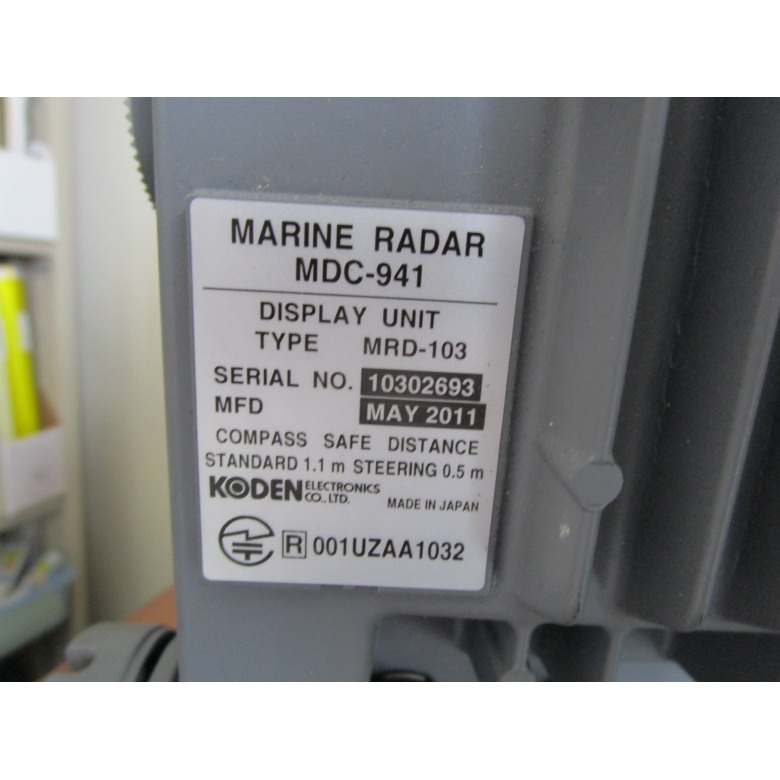 MARINE RADAR
MDC-941
DISPLAY UNIT
TYPE MRD-103
SERIAL NO. 10302693
MFD MAY 2011
COMPASS SAFE DISTANCE
STANDARD 1.1 m STEERING 0.5 m
KODEN ELECTRONICS CO., LTD.
MADE IN JAPAN
R 001UZAA1032